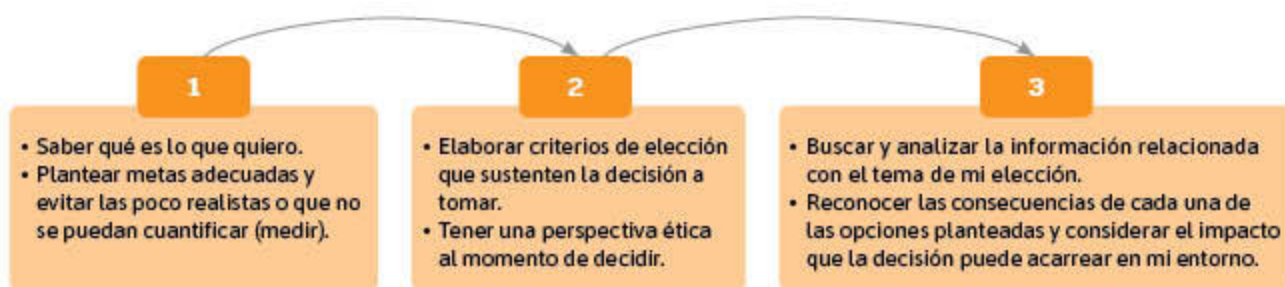 1
• Saber qué es lo que quiero.
• Plantear metas adecuadas y
evitar las poco realistas o que no
se puedan cuantificar (medir).
2
• Elaborar criterios de elección
que sustenten la decisión a
tomar.
• Tener una perspectiva ética
al momento de decidir.
3
• Buscar y analizar la información relacionada
con el tema de mi elección.
• Reconocer las consecuencias de cada una de
las opciones planteadas y considerar el impacto
que la decisión puede acarrear en mi entorno.